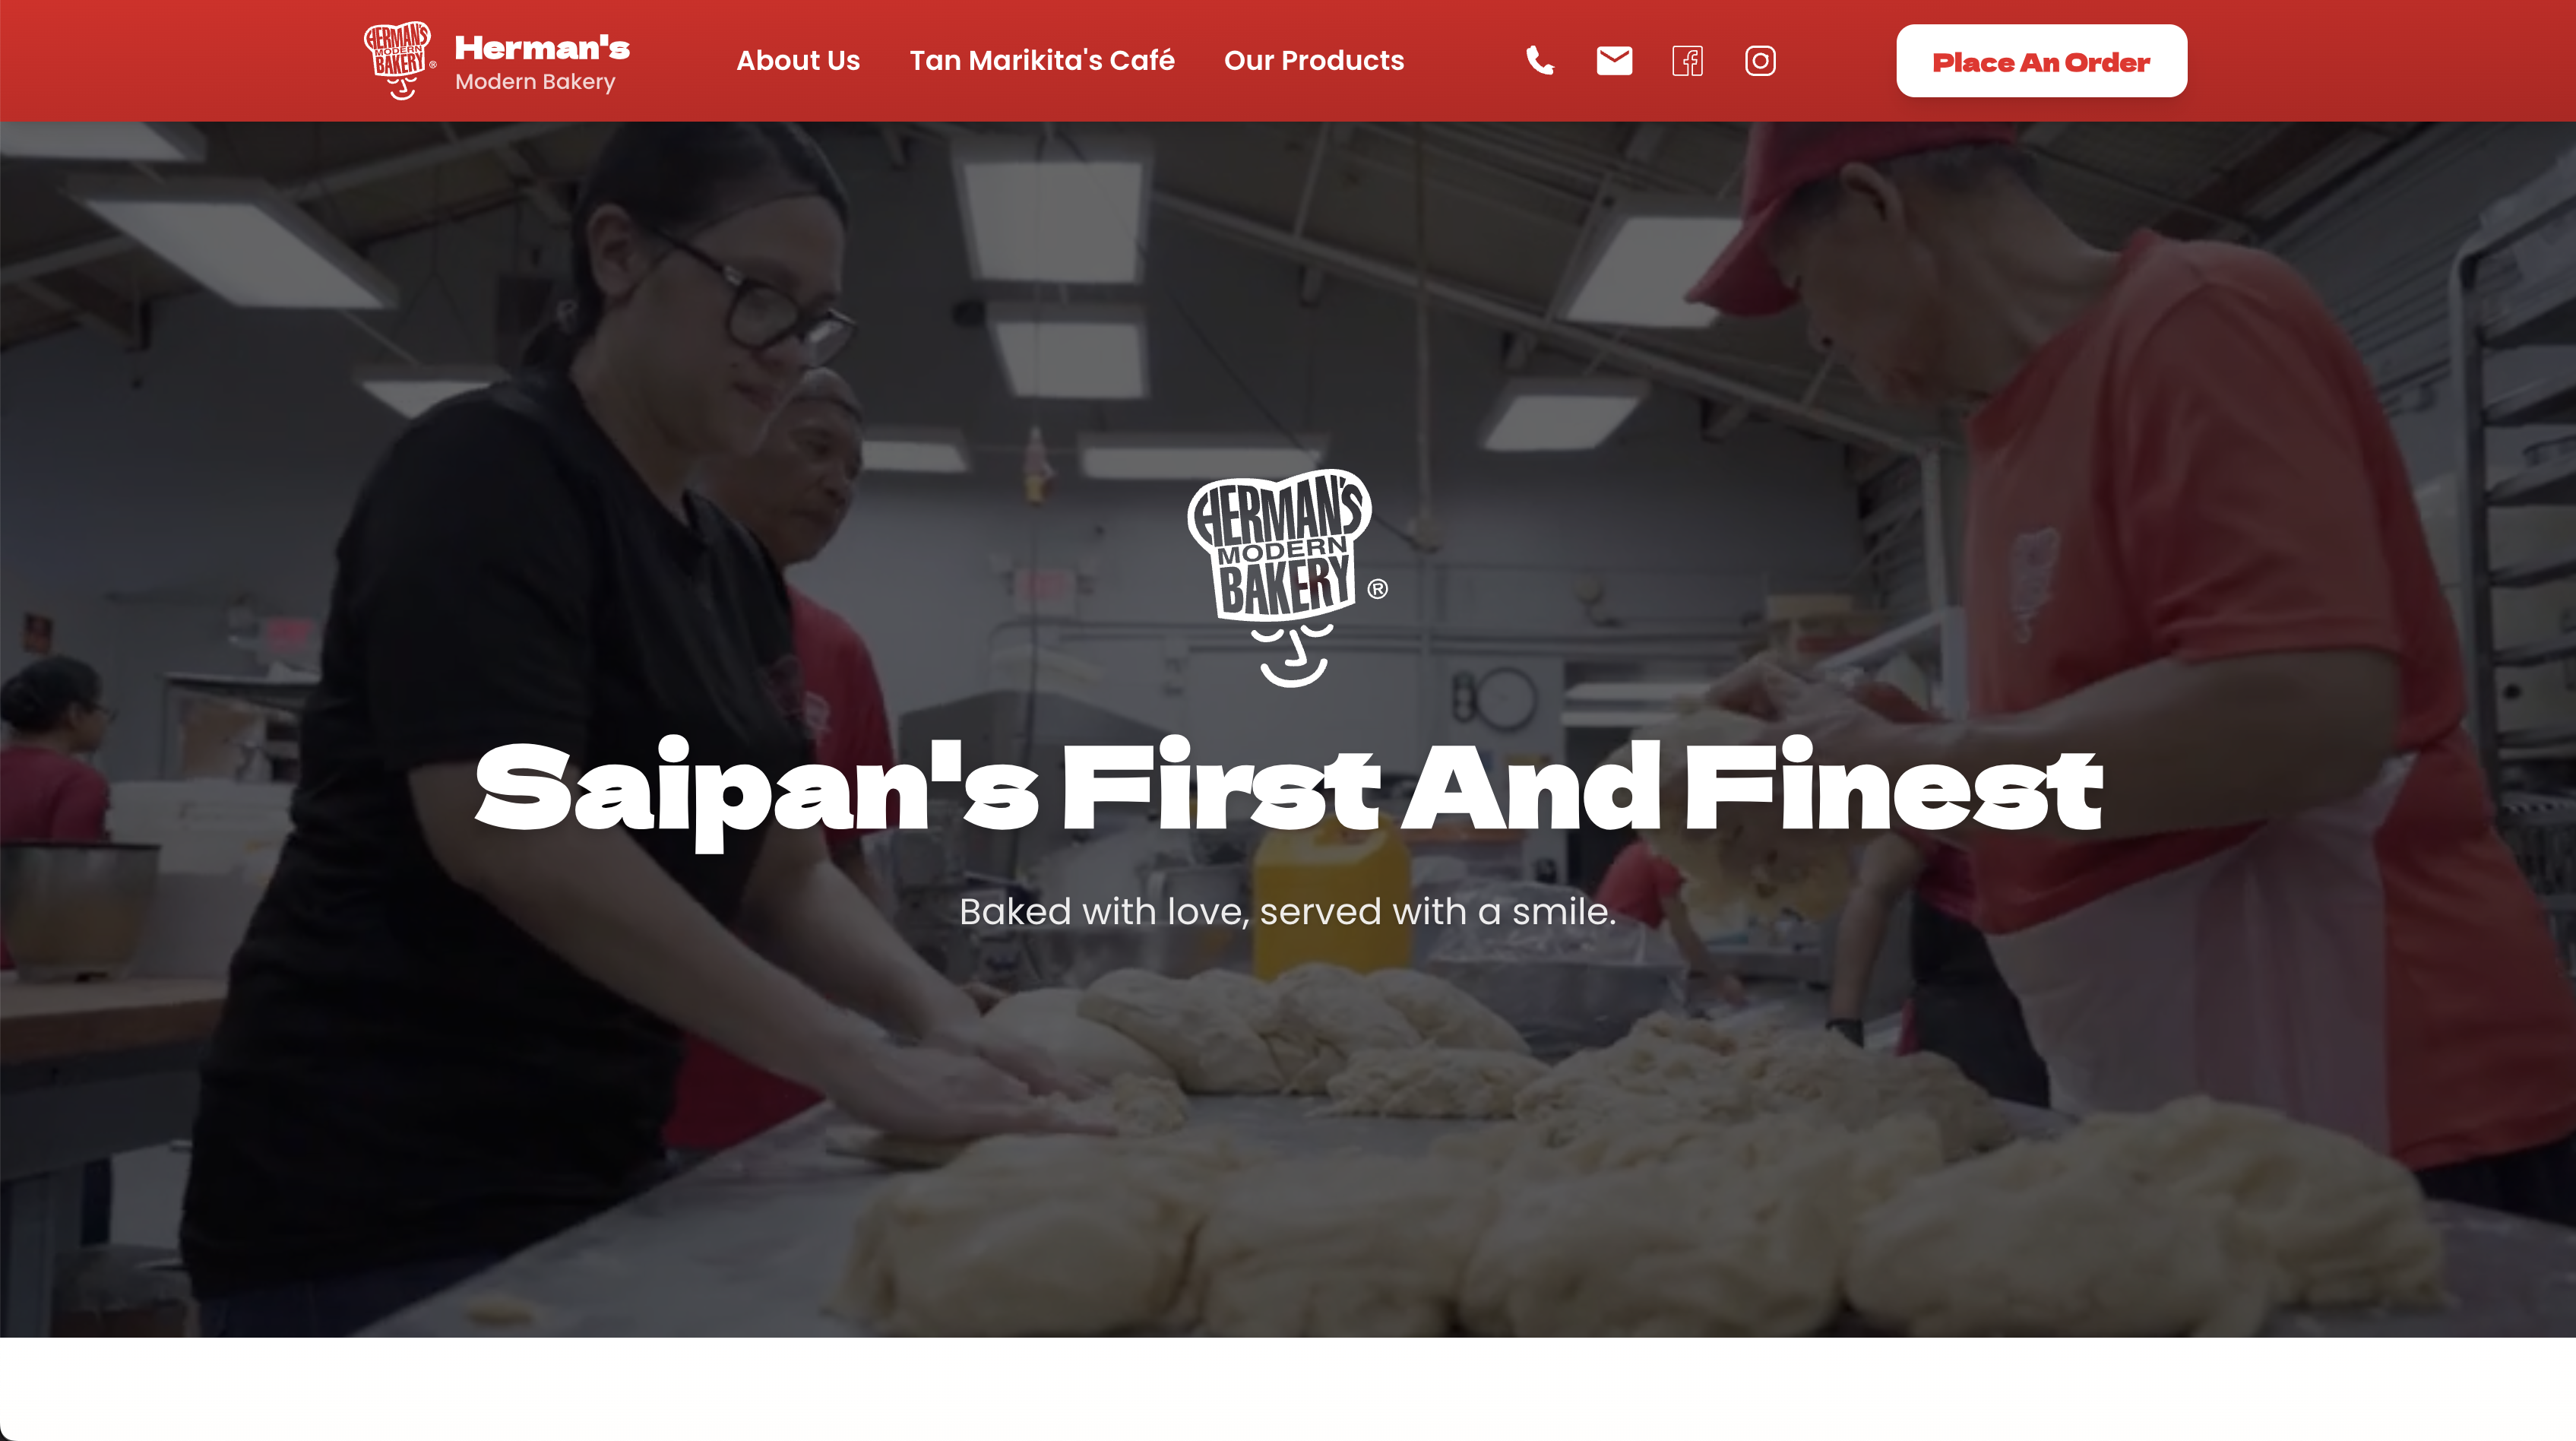 HERMAN'S
MODERN
BAKERY
®
Herman's
Modern Bakery
About Us
Tan Marikita's Café
Our Products
Place An Order
HERMAN'S
MODERN
BAKERY
®
Saipan's First And Finest
Baked with love, served with a smile.